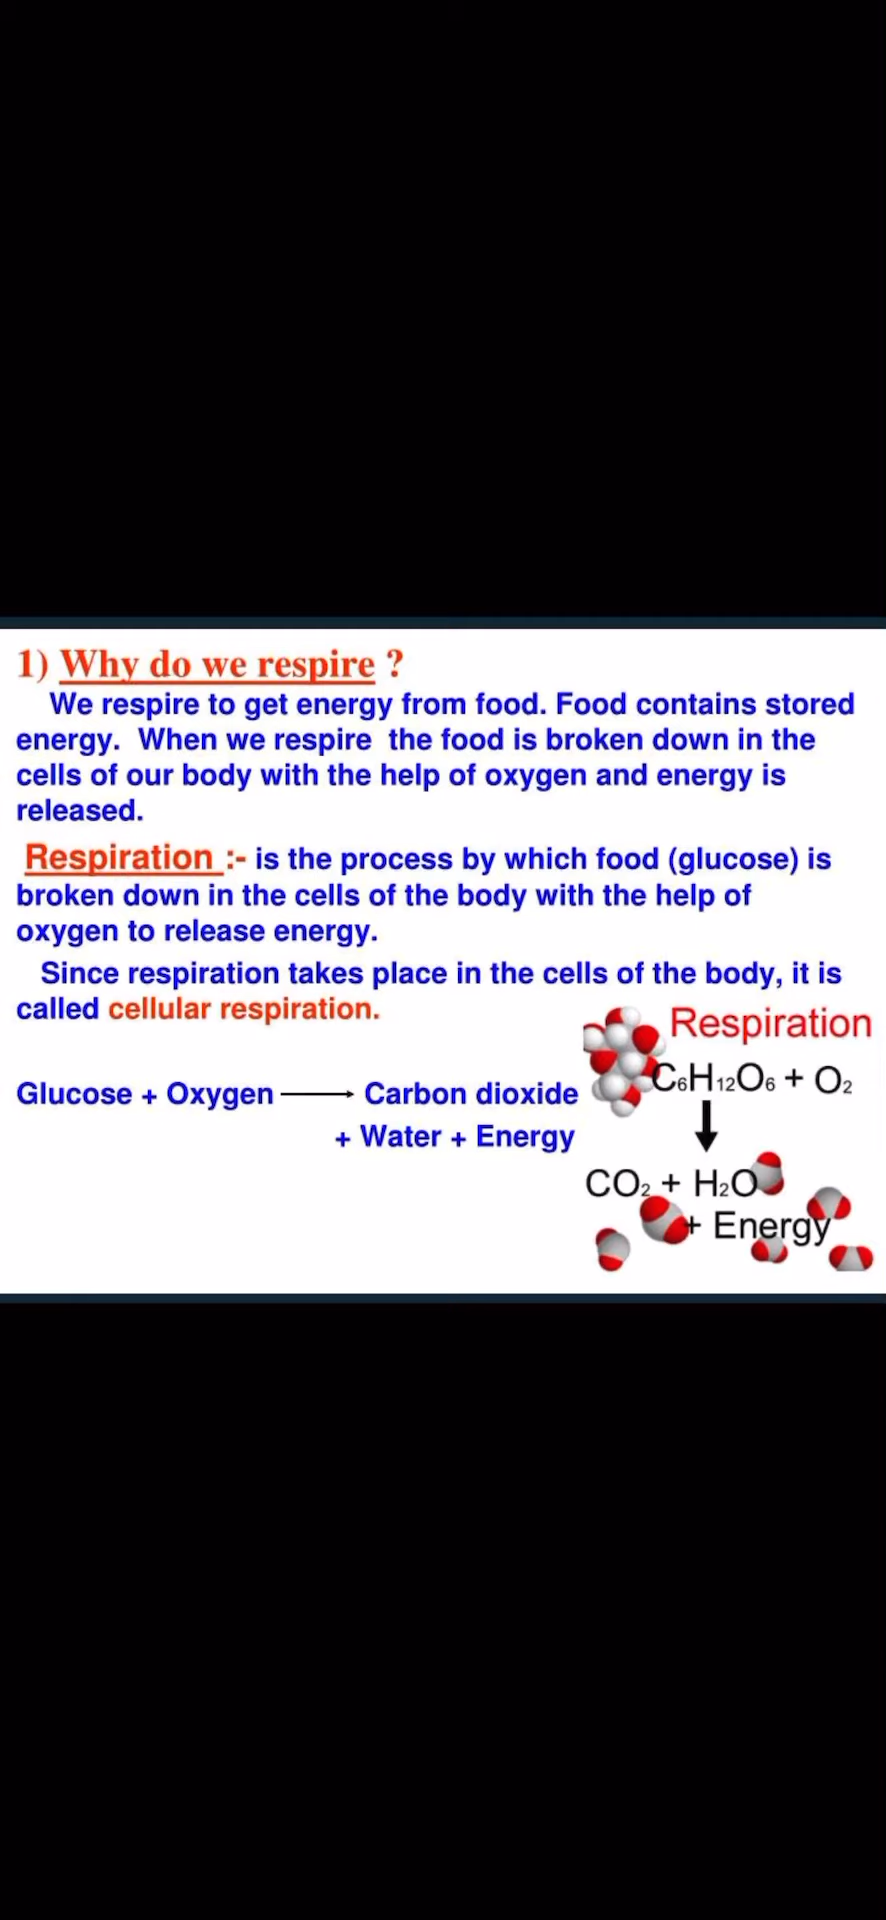 1) Why do we respire ?
We respire to get energy from food. Food contains stored
energy. When we respire the food is broken down in the
cells of our body with the help of oxygen and energy is
released.
Respiration :- is the process by which food (glucose) is
broken down in the cells of the body with the help of
oxygen to release energy.
Since respiration takes place in the cells of the body, it is
called cellular respiration.
Glucose + Oxygen ⟶ Carbon dioxide
+ Water + Energy
Respiration
C₆H₁₂O₆ + O₂
↓
CO₂ + H₂O
+ Energy